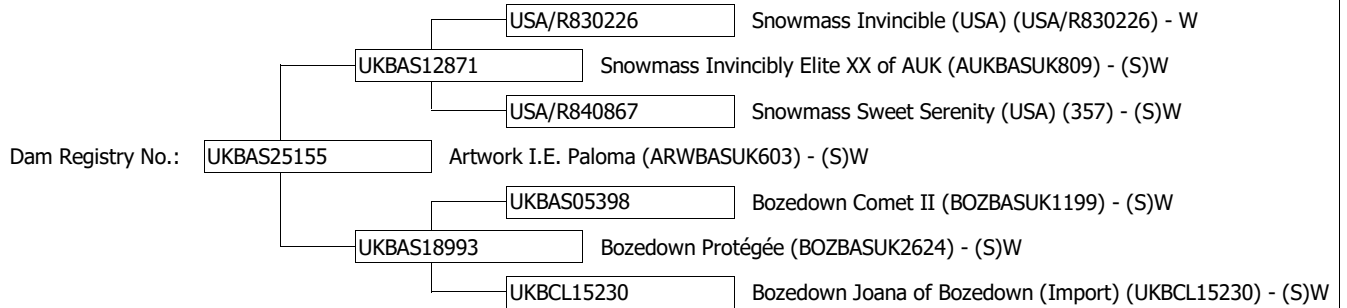 USA/R830226 Snowmass Invincible (USA) (USA/R830226) - W
UKBAS12871 Snowmass Invincibly Elite XX of AUK (AUKBASUK809) - (S)W
USA/R840867 Snowmass Sweet Serenity (USA) (357) - (S)W
Dam Registry No.: UKBAS25155 Artwork I.E. Paloma (ARWBASUK603) - (S)W
UKBAS05398 Bozedown Comet II (BOZBASUK1199) - (S)W
UKBAS18993 Bozedown Protégée (BOZBASUK2624) - (S)W
UKBCL15230 Bozedown Joana of Bozedown (Import) (UKBCL15230) - (S)W